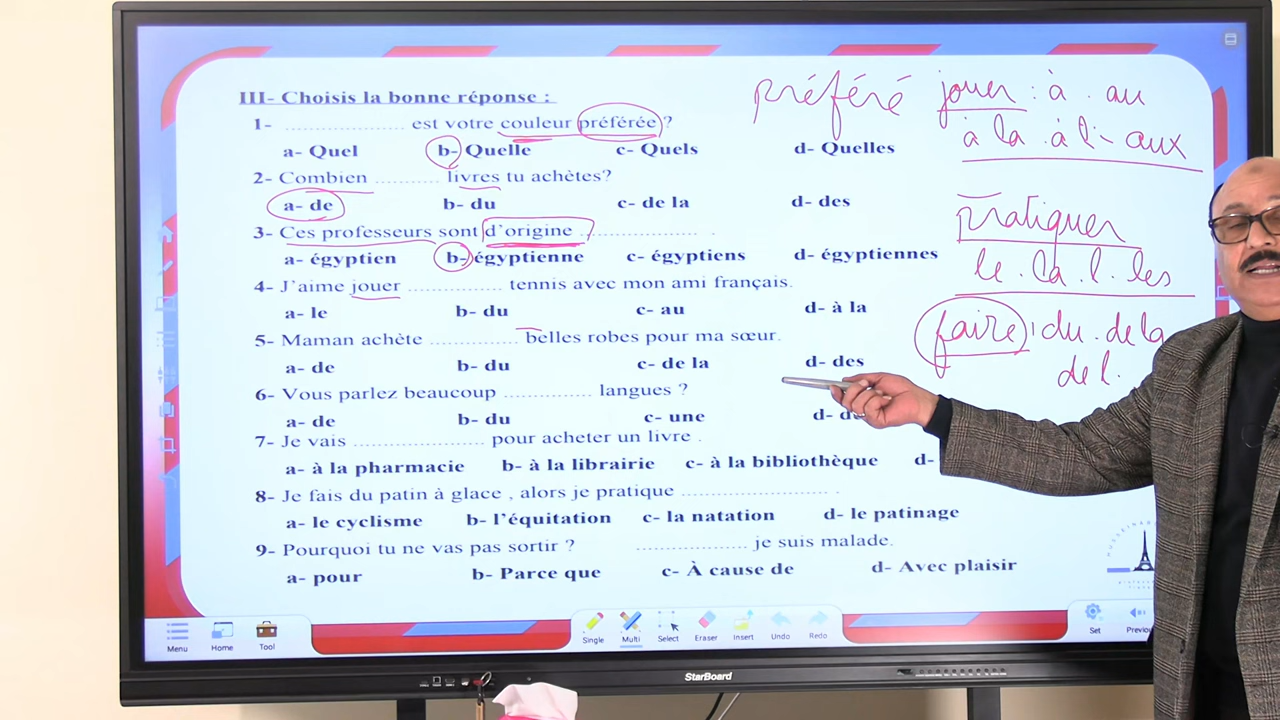 III- Choisis la bonne réponse :
1- .................... est votre couleur préférée ?
a- Quel b- Quelle c- Quels d- Quelles
2- Combien ........... livres tu achètes?
a- de b- du c- de la d- des
3- Ces professeurs sont d'origine .................... .
a- égyptien b- égyptienne c- égyptiens d- égyptiennes
4- J'aime jouer ................ tennis avec mon ami français.
a- le b- du c- au d- à la
5- Maman achète ............... belles robes pour ma sœur.
a- de b- du c- de la d- des
6- Vous parlez beaucoup ............... langues ?
a- de b- du c- une d-
7- Je vais ...................... pour acheter un livre .
a- à la pharmacie b- à la librairie c- à la bibliothèque d-
8- Je fais du patin à glace , alors je pratique ........................ .
a- le cyclisme b- l'équitation c- la natation d- le patinage
9- Pourquoi tu ne vas pas sortir ? ................... je suis malade.
a- pour b- Parce que c- À cause de d- Avec plaisir
préféré
jouer : à . au
à la . à l'- aux
Pratiquer
le . la . l . les
faire : du . de la
de l.
Menu Home Tool Single Multi Select Eraser Insert Undo Redo Set
StarBoard